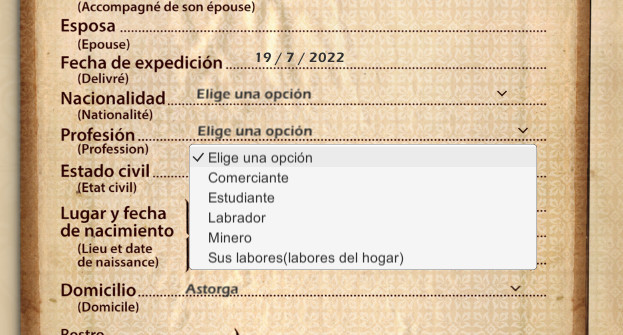 (Accompagné de son épouse)
Esposa
(Epouse)
Fecha de expedición 19 / 7 / 2022
(Delivré)
Nacionalidad Elige una opción
(Nationalité)
Profesión Elige una opción
(Profession)
✓ Elige una opción
Comerciante
Estudiante
Labrador
Minero
Sus labores(labores del hogar)
Estado civil
(Etat civil)
Lugar y fecha
de nacimiento
(Lieu et date
de naissance)
Domicilio Astorga
(Domicile)
Rostro